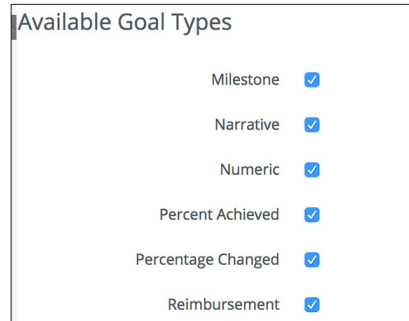 Available Goal Types
Milestone
Narrative
Numeric
Percent Achieved
Percentage Changed
Reimbursement